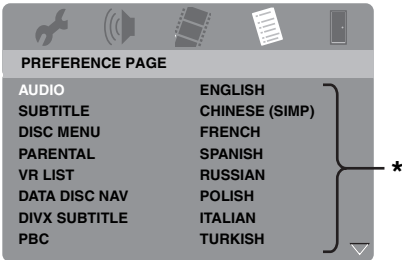 PREFERENCE PAGE
AUDIO ENGLISH
SUBTITLE CHINESE (SIMP)
DISC MENU FRENCH
PARENTAL SPANISH
VR LIST RUSSIAN
DATA DISC NAV POLISH
DIVX SUBTITLE ITALIAN
PBC TURKISH
*